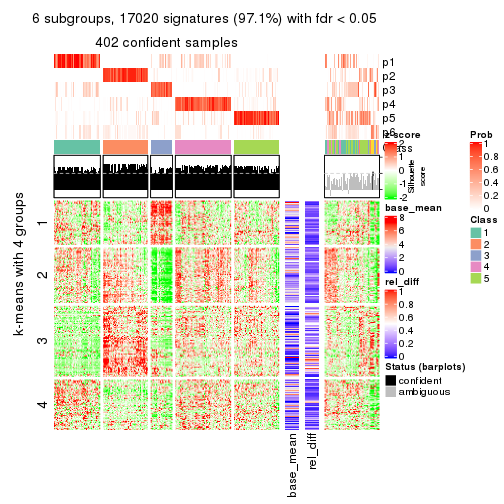 6 subgroups, 17020 signatures (97.1%) with fdr < 0.05
402 confident samples
p1
p2
p3
p4
p5
p6
Class
Silhouette
score
k-means with 4 groups
1
2
3
4
base_mean
rel_diff
z-score
2
1
0
-1
-2
base_mean
8
6
4
2
0
rel_diff
1
0.8
0.6
0.4
0.2
0
Status (barplots)
confident
ambiguous
Prob
1
0.8
0.6
0.4
0.2
0
Class
1
2
3
4
5